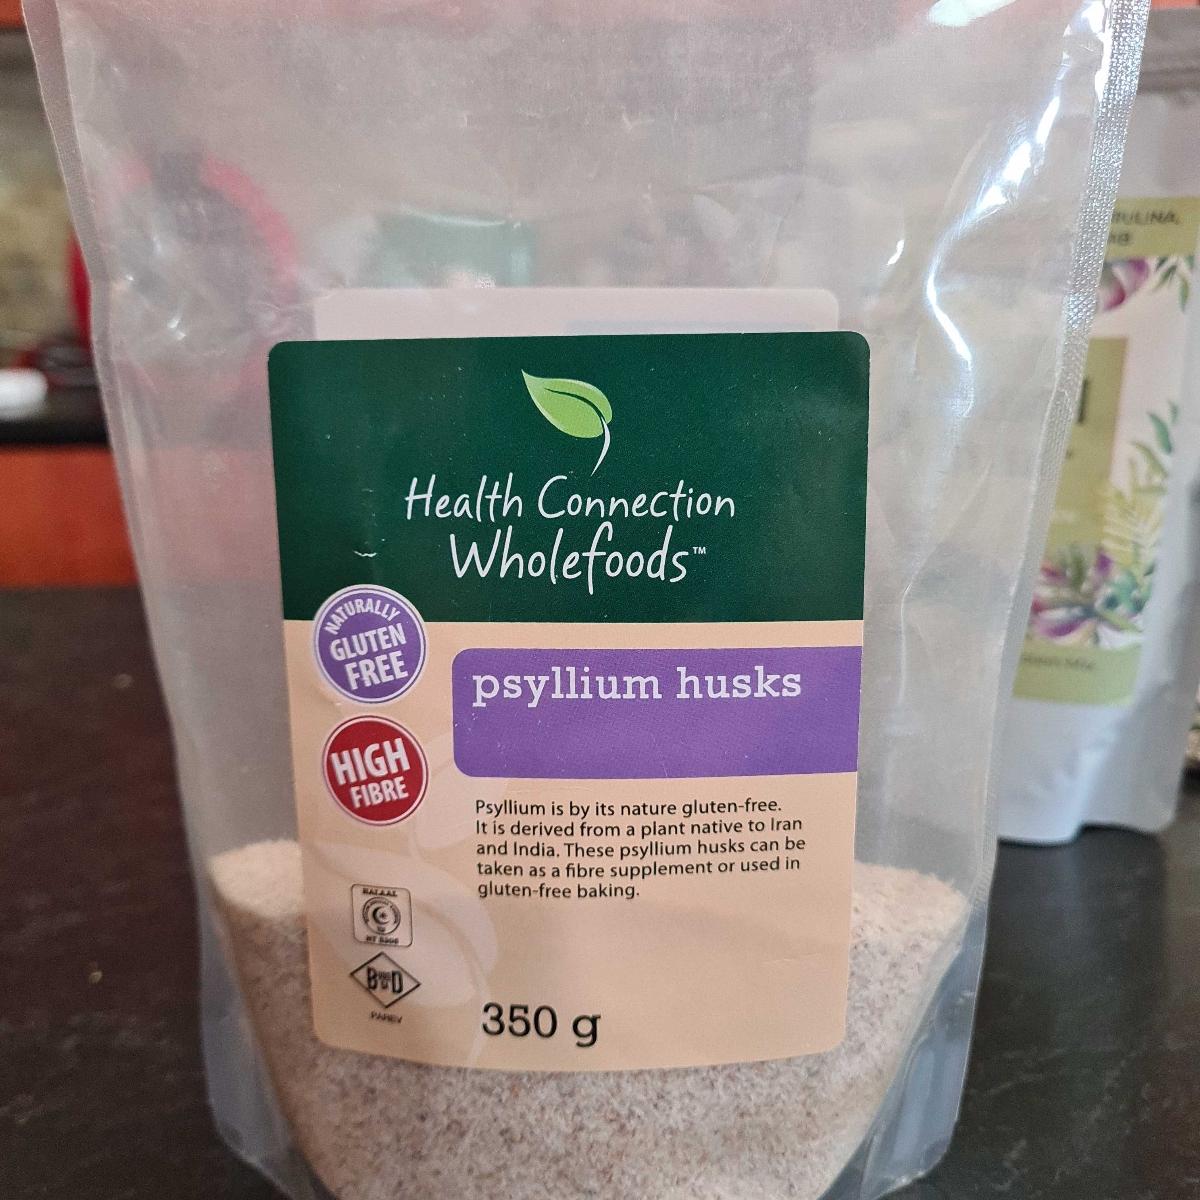 Health Connection
Wholefoods™
NATURALLY
GLUTEN
FREE
psyllium husks
HIGH
FIBRE
Psyllium is by its nature gluten-free.
It is derived from a plant native to Iran
and India. These psyllium husks can be
taken as a fibre supplement or used in
gluten-free baking.
HALAAL
B D
PAREV
350 g